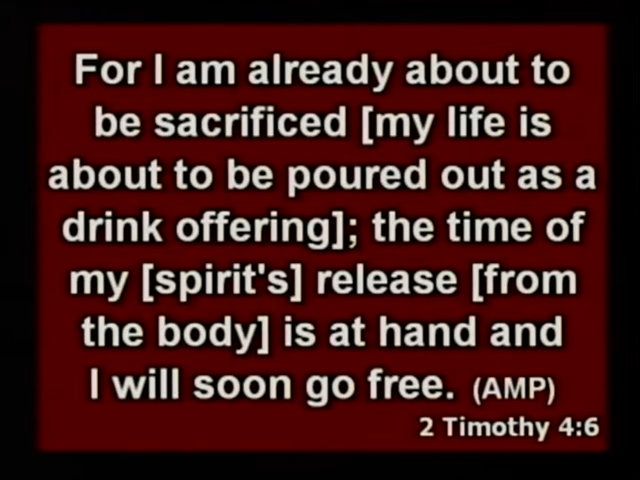 For I am already about to
be sacrificed [my life is
about to be poured out as a
drink offering]; the time of
my [spirit's] release [from
the body] is at hand and
I will soon go free. (AMP)
2 Timothy 4:6